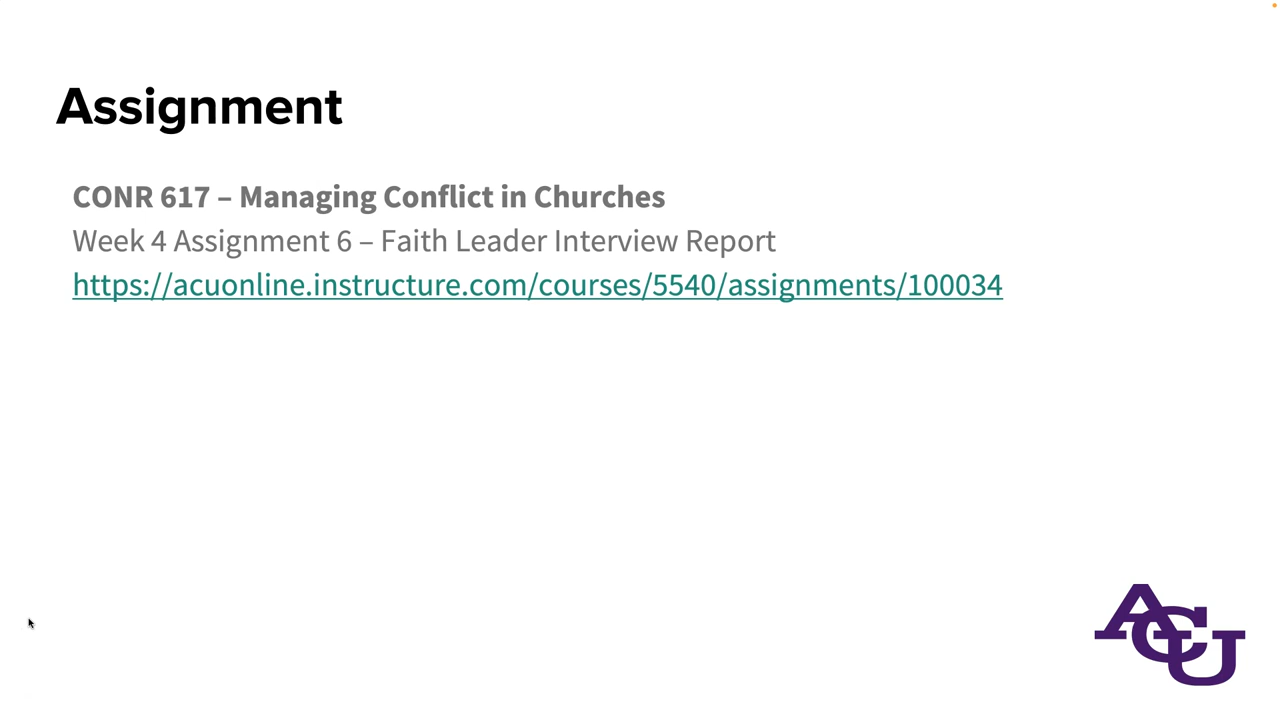 Assignment
CONR 617 – Managing Conflict in Churches
Week 4 Assignment 6 – Faith Leader Interview Report
https://acuonline.instructure.com/courses/5540/assignments/100034
ACU